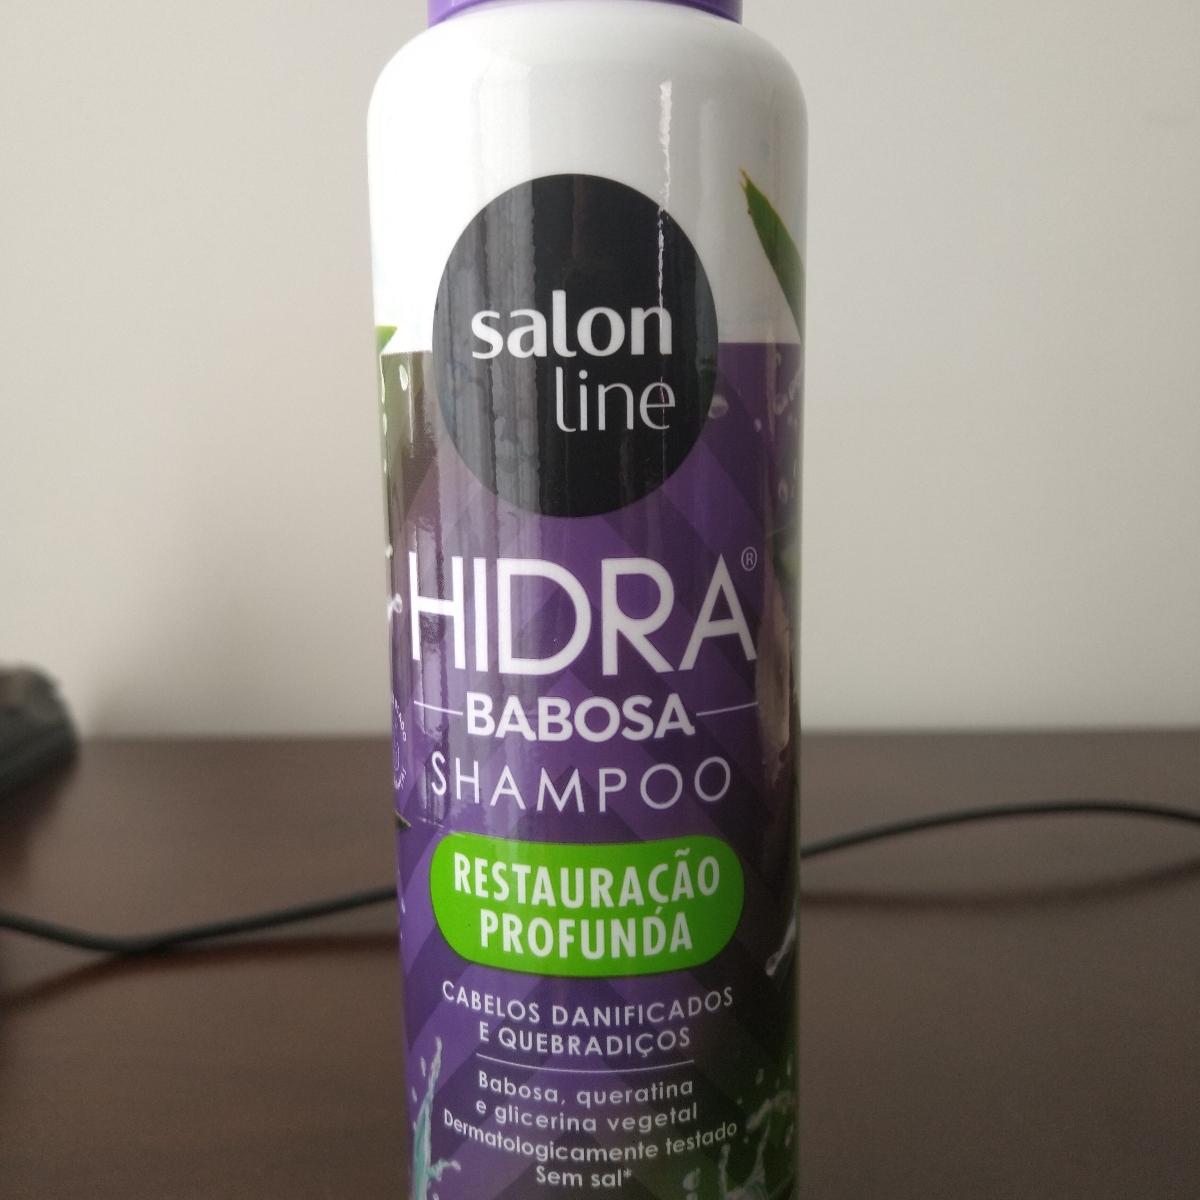 salon
line
HIDRA®
BABOSA
SHAMPOO
RESTAURAÇÃO
PROFUNDA
CABELOS DANIFICADOS
E QUEBRADIÇOS
Babosa, queratina
e glicerina vegetal
Dermatologicamente testado
Sem sal*